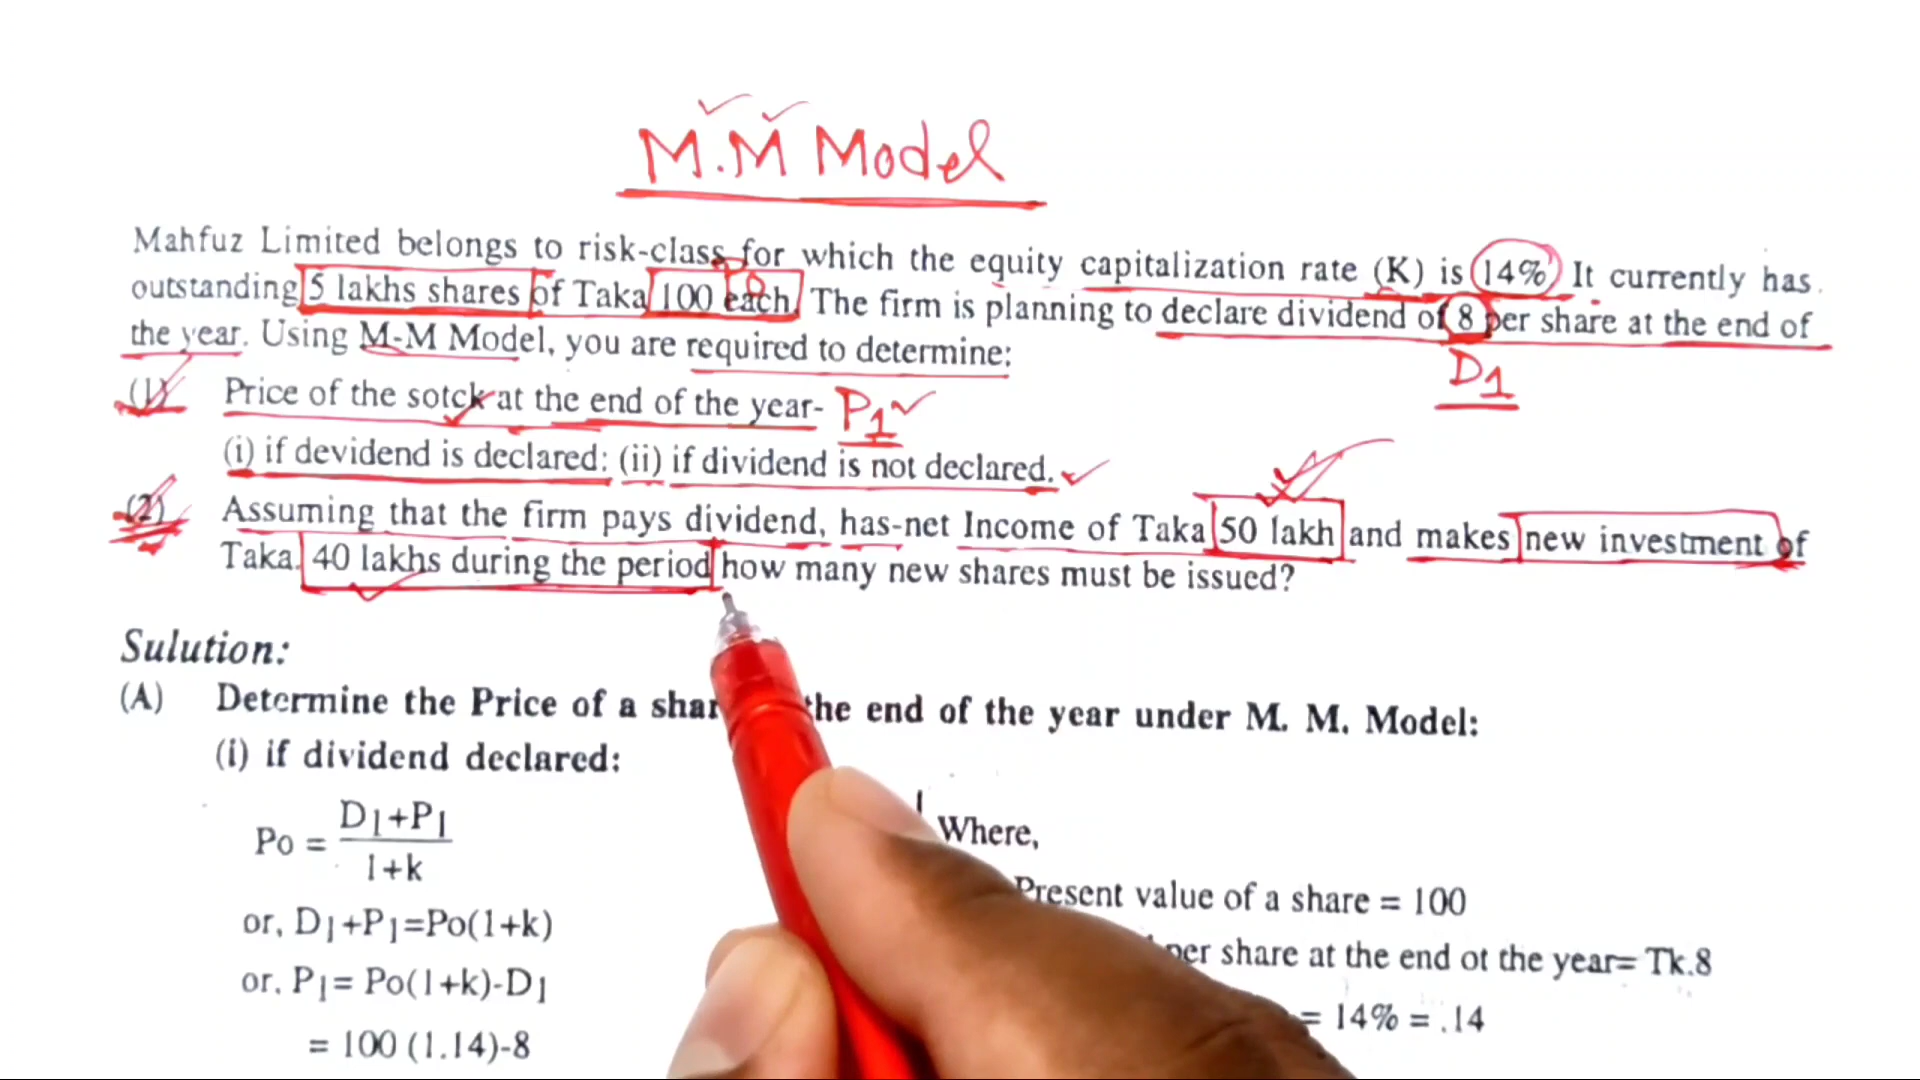 M.M Model
Mahfuz Limited belongs to risk-class for which the equity capitalization rate (K) is 14% It currently has
Po
outstanding 5 lakhs shares of Taka 100 each. The firm is planning to declare dividend of 8 per share at the end of
the year. Using M-M Model, you are required to determine:
D1
(1) Price of the sotck at the end of the year- P1
(i) if devidend is declared: (ii) if dividend is not declared.
(2) Assuming that the firm pays dividend, has-net Income of Taka 50 lakh and makes new investment of
Taka. 40 lakhs during the period how many new shares must be issued?
Sulution:
(A) Determine the Price of a shar the end of the year under M. M. Model:
(i) if dividend declared:
Po = D1+P1
1+k
or, D1+P1=Po(1+k)
or. P1= Po(1+k)-D1
= 100 (1.14)-8
Where,
Present value of a share = 100
per share at the end ot the year= Tk.8
= 14% = .14